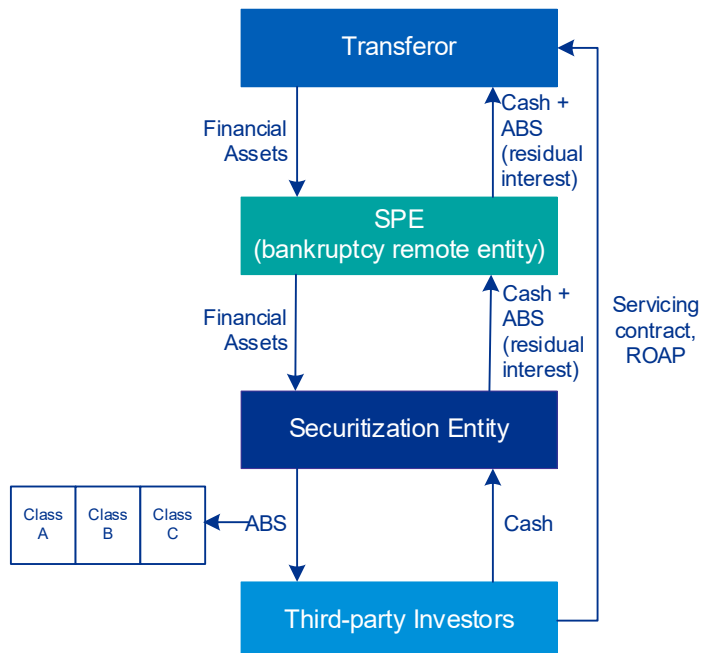 Transferor
Financial
Assets
Cash +
ABS
(residual
interest)
SPE
(bankruptcy remote entity)
Financial
Assets
Cash +
ABS
(residual
interest)
Servicing
contract,
ROAP
Securitization Entity
Class
A
Class
B
Class
C
ABS
Cash
Third-party Investors